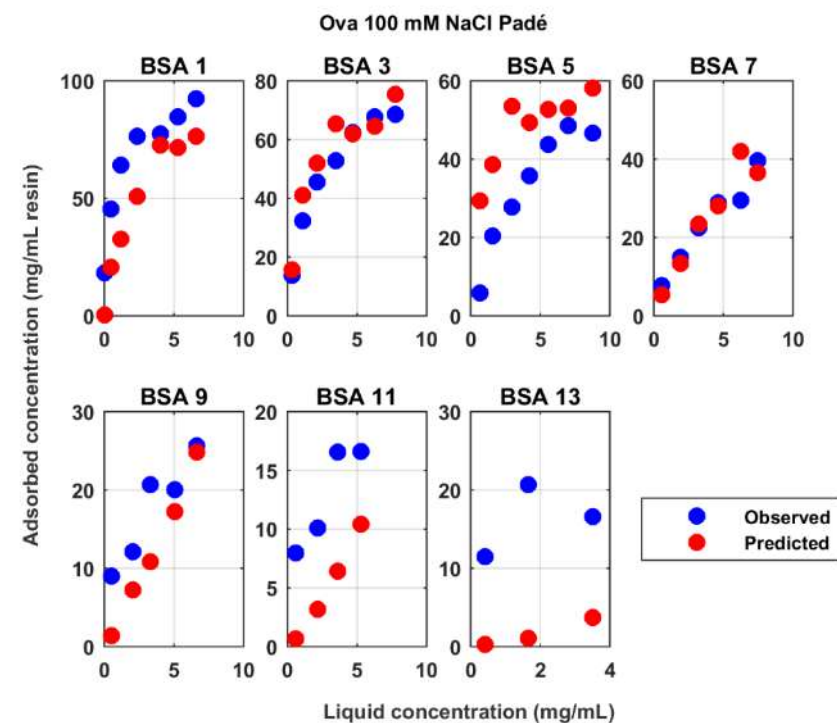 Ova 100 mM NaCl Padé
BSA 1
BSA 3
BSA 5
BSA 7
100
50
0
0 5 10
80
60
40
20
0
0 5 10
60
40
20
0
0 5 10
60
40
20
0
0 5 10
Adsorbed concentration (mg/mL resin)
BSA 9
BSA 11
BSA 13
30
20
10
0
0 5 10
20
15
10
5
0
0 5 10
30
20
10
0
0 2 4
Observed
Predicted
Liquid concentration (mg/mL)